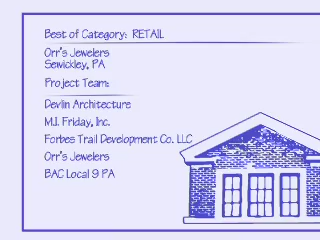 Best of Category: RETAIL
Orr's Jewelers
Sewickley, PA
Project Team:
Devlin Architecture
M.I. Friday, Inc.
Forbes Trail Development Co. LLC
Orr's Jewelers
BAC Local 9 PA